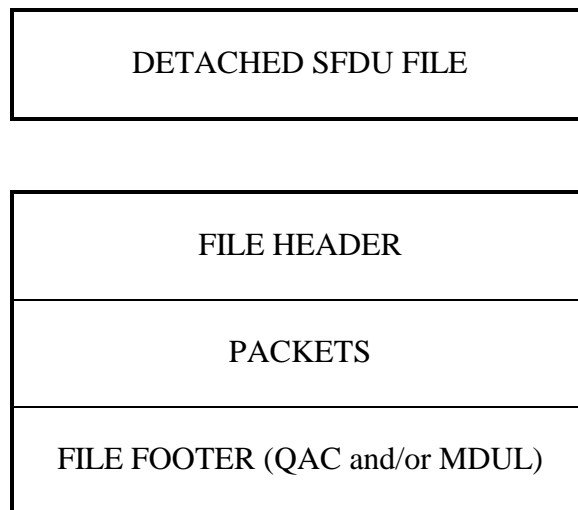 DETACHED SFDU FILE
FILE HEADER
PACKETS
FILE FOOTER (QAC and/or MDUL)